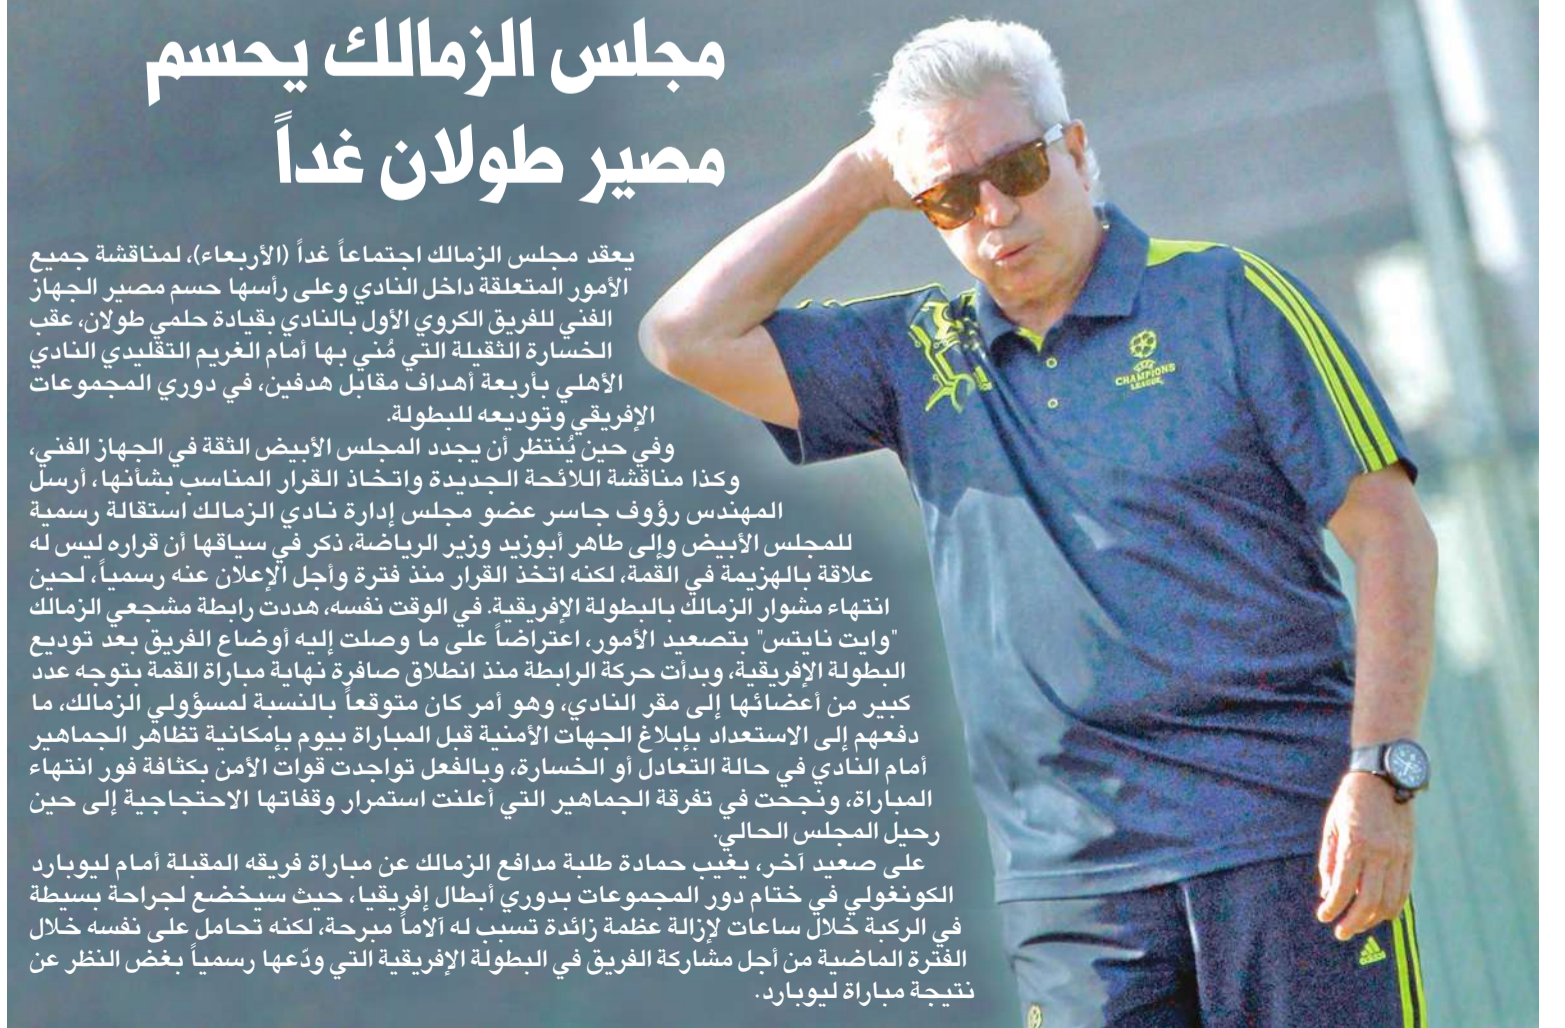 مجلس الزمالك يحسم
مصير طولان غداً
يعقد مجلس الزمالك اجتماعاً غداً (الأربعاء)، لمناقشة جميع
الأمور المتعلقة داخل النادي وعلى رأسها حسم مصير الجهاز
الفني للفريق الكروي الأول بالنادي بقيادة حلمي طولان، عقب
الخسارة الثقيلة التي مُني بها أمام الغريم التقليدي النادي
الأهلي بأربعة أهداف مقابل هدفين، في دوري المجموعات
الإفريقي وتوديعه للبطولة.
وفي حين يُنتظر أن يجدد المجلس الأبيض الثقة في الجهاز الفني،
وكذا مناقشة اللائحة الجديدة واتخاذ القرار المناسب بشأنها، أرسل
المهندس رؤوف جاسر عضو مجلس إدارة نادي الزمالك استقالة رسمية
للمجلس الأبيض وإلى طاهر أبوزيد وزير الرياضة، ذكر في سياقها أن قراره ليس له
علاقة بالهزيمة في القمة، لكنه اتخذ القرار منذ فترة وأجل الإعلان عنه رسمياً، لحين
انتهاء مشوار الزمالك بالبطولة الإفريقية. في الوقت نفسه، هددت رابطة مشجعي الزمالك
"وايت نايتس" بتصعيد الأمور، اعتراضاً على ما وصلت إليه أوضاع الفريق بعد توديع
البطولة الإفريقية، وبدأت حركة الرابطة منذ انطلاق صافرة نهاية مباراة القمة بتوجه عدد
كبير من أعضائها إلى مقر النادي، وهو أمر كان متوقعاً بالنسبة لمسؤولي الزمالك، ما
دفعهم إلى الاستعداد بإبلاغ الجهات الأمنية قبل المباراة بيوم بإمكانية تظاهر الجماهير
أمام النادي في حالة التعادل أو الخسارة، وبالفعل تواجدت قوات الأمن بكثافة فور انتهاء
المباراة، ونجحت في تفرقة الجماهير التي أعلنت استمرار وقفاتها الاحتجاجية إلى حين
رحيل المجلس الحالي.
على صعيد آخر، يغيب حمادة طلبة مدافع الزمالك عن مباراة فريقه المقبلة أمام ليوبارد
الكونغولي في ختام دور المجموعات بدوري أبطال إفريقيا، حيث سيخضع لجراحة بسيطة
في الركبة خلال ساعات لإزالة عظمة زائدة تسبب له آلاماً مبرحة، لكنه تحامل على نفسه خلال
الفترة الماضية من أجل مشاركة الفريق في البطولة الإفريقية التي ودّعها رسمياً بغض النظر عن
نتيجة مباراة ليوبارد.
UEFA
CHAMPIONS
LEAGUE
adidas